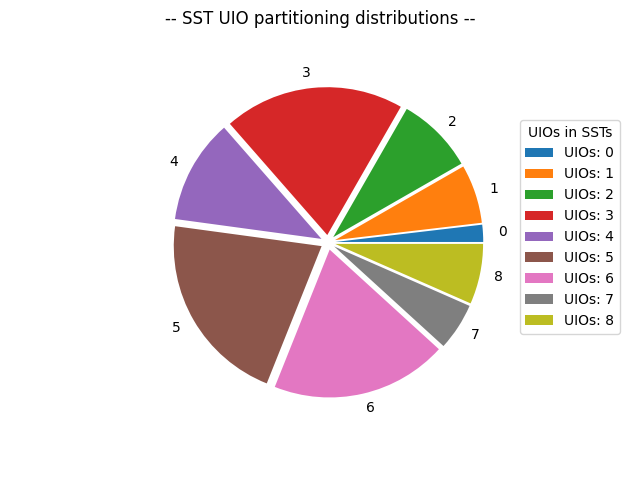 -- SST UIO partitioning distributions --
3
2
4
1
0
8
5
7
6
UIOs in SSTs
UIOs: 0
UIOs: 1
UIOs: 2
UIOs: 3
UIOs: 4
UIOs: 5
UIOs: 6
UIOs: 7
UIOs: 8